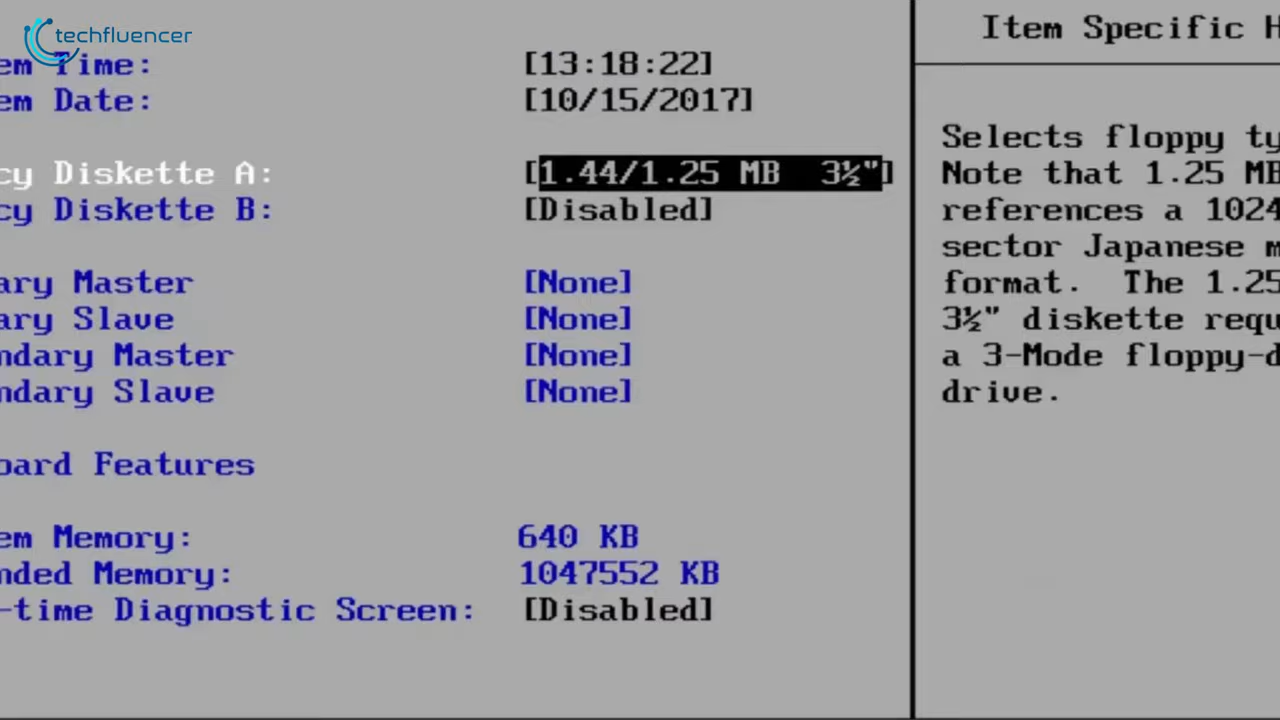 techfluencer
em Time: [13:18:22]
em Date: [10/15/2017]
cy Diskette A: [1.44/1.25 MB 3½"]
cy Diskette B: [Disabled]
ary Master [None]
ary Slave [None]
ndary Master [None]
ndary Slave [None]
oard Features
em Memory: 640 KB
nded Memory: 1047552 KB
-time Diagnostic Screen: [Disabled]
Item Specific H
Selects floppy ty
Note that 1.25 MB
references a 1024
sector Japanese m
format. The 1.25
3½" diskette requ
a 3-Mode floppy-d
drive.